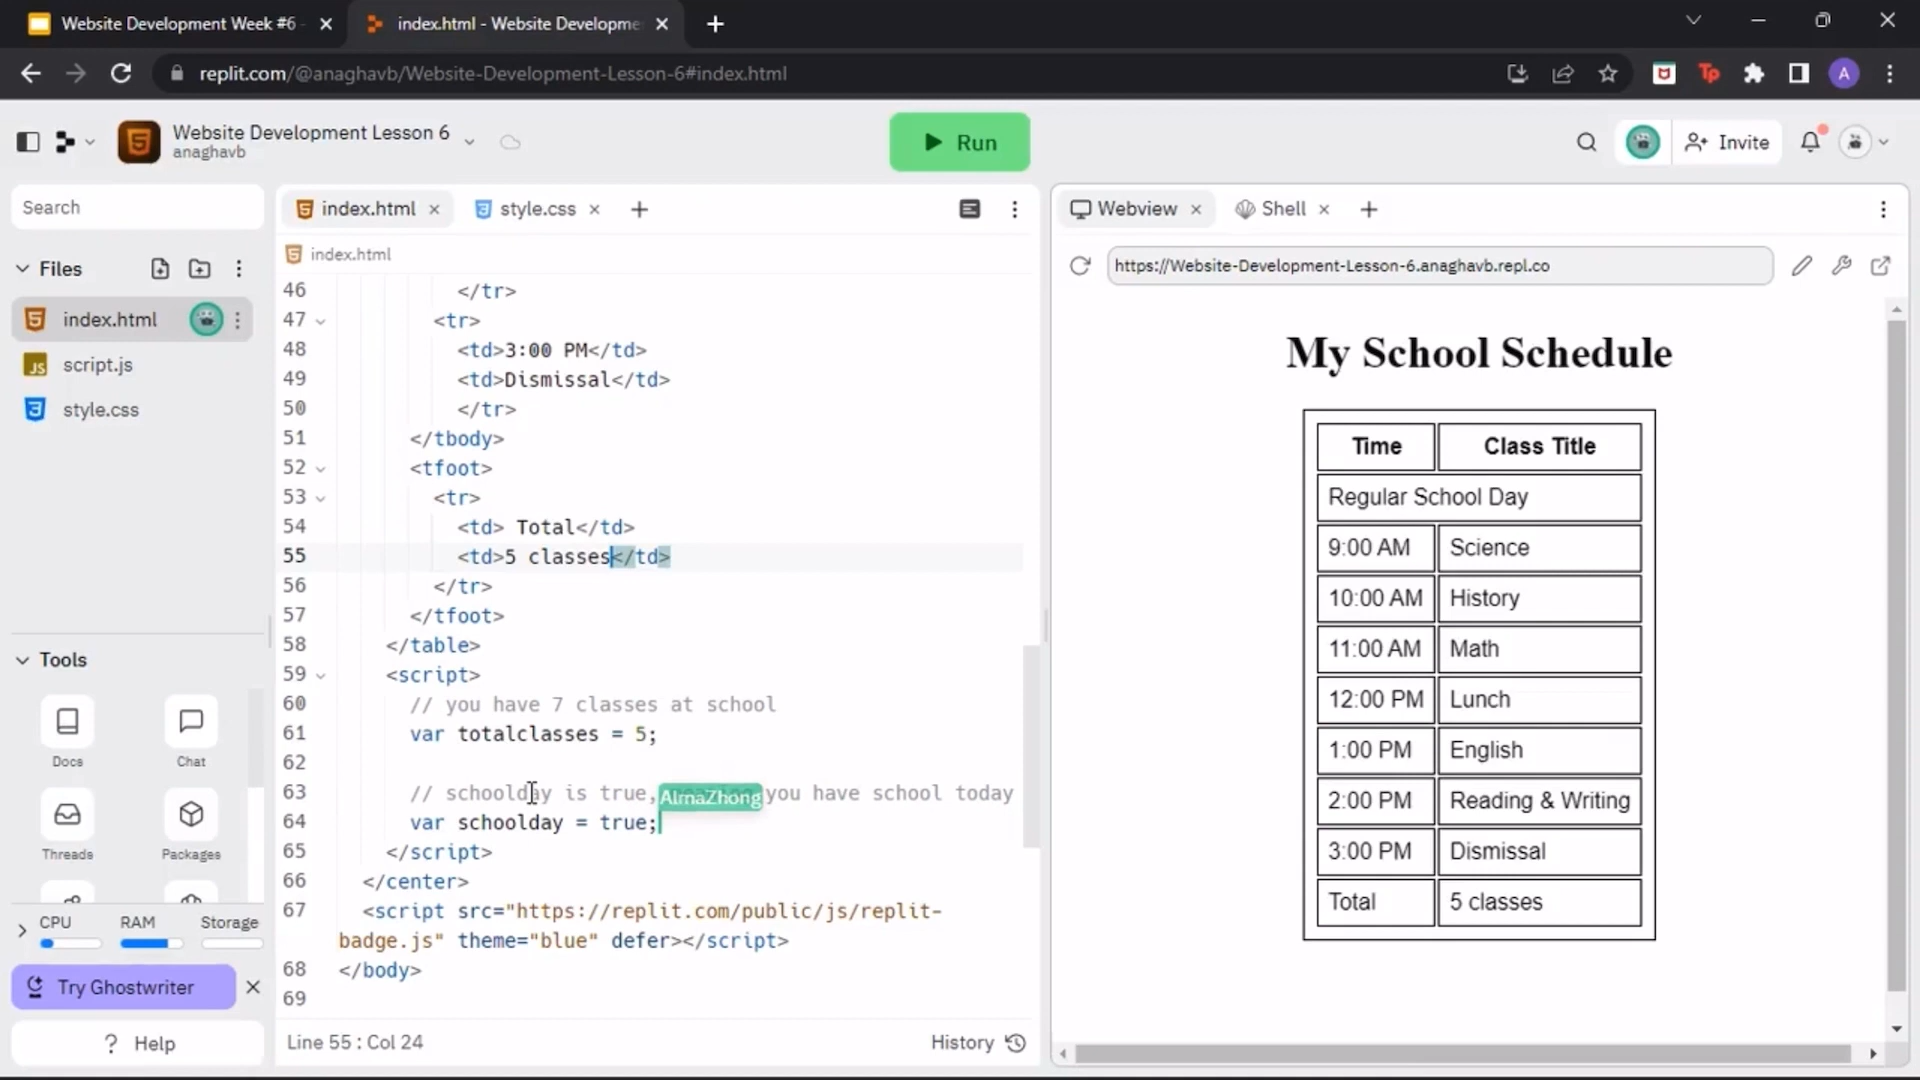 Website Development Week #6 -
index.html - Website Developme
replit.com/@anaghavb/Website-Development-Lesson-6#index.html
Tp
A
Website Development Lesson 6
anaghavb
Run
Invite
Search
Files
index.html
JS script.js
style.css
Tools
Docs
Chat
Threads
Packages
CPU
RAM
Storage
Try Ghostwriter
? Help
index.html
style.css
index.html
46 </tr>
47 <tr>
48 <td>3:00 PM</td>
49 <td>Dismissal</td>
50 </tr>
51 </tbody>
52 <tfoot>
53 <tr>
54 <td> Total</td>
55 <td>5 classes</td>
56 </tr>
57 </tfoot>
58 </table>
59 <script>
60 // you have 7 classes at school
61 var totalclasses = 5;
62
63 // schoolday is true, you have school today
AlmaZhong
64 var schoolday = true;
65 </script>
66 </center>
67 <script src="https://replit.com/public/js/replit-
badge.js" theme="blue" defer></script>
68 </body>
69
Line 55 : Col 24
History
Webview
Shell
https://Website-Development-Lesson-6.anaghavb.repl.co
My School Schedule
Time Class Title
Regular School Day
9:00 AM Science
10:00 AM History
11:00 AM Math
12:00 PM Lunch
1:00 PM English
2:00 PM Reading & Writing
3:00 PM Dismissal
Total 5 classes